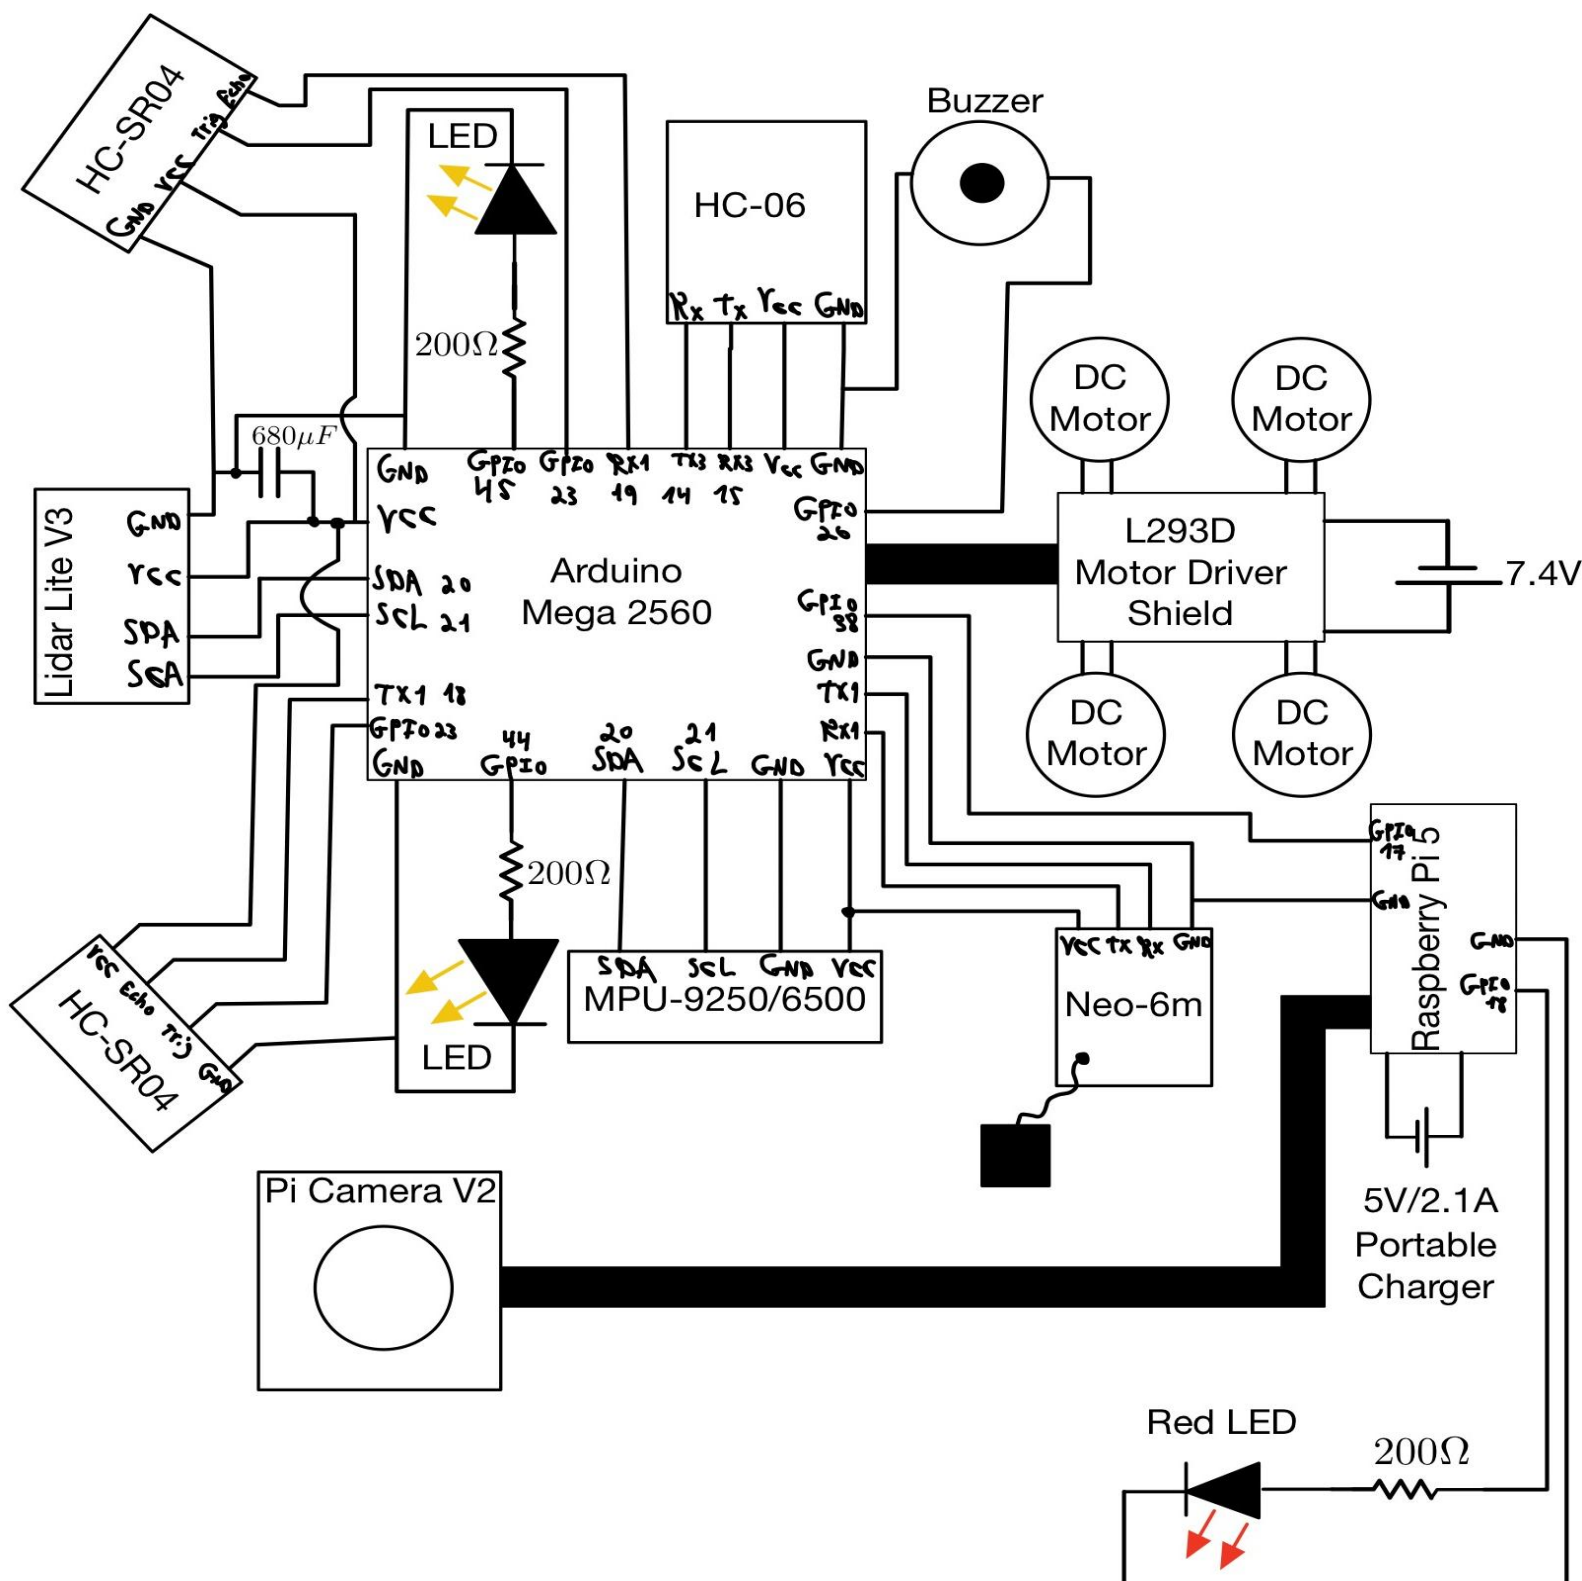 HC-SR04
Echo
Trig
VCC
GND
LED
200Ω
HC-06
Rx Tx Vcc GND
Buzzer
DC
Motor
DC
Motor
680μF
GND
GPIO
45
GPIO
23
RX1
19
TX3
14
RX3
15
Vcc
GND
GPIO
26
VCC
Arduino
Mega 2560
SDA 20
SCL 21
GPIO
38
GND
TX1
RX1
TX1 18
GPIO 23
GND
44
GPIO
20
SDA
21
SCL
GND
VCC
Lidar Lite V3
GND
VCC
SDA
SCA
L293D
Motor Driver
Shield
7.4V
DC
Motor
DC
Motor
GPIO
17
GND
Raspberry Pi 5
GND
GPIO
18
200Ω
LED
SDA SCL GND VCC
MPU-9250/6500
VCC TX RX GND
Neo-6m
VCC
Echo
Trig
GND
HC-SR04
5V/2.1A
Portable
Charger
Pi Camera V2
Red LED
200Ω